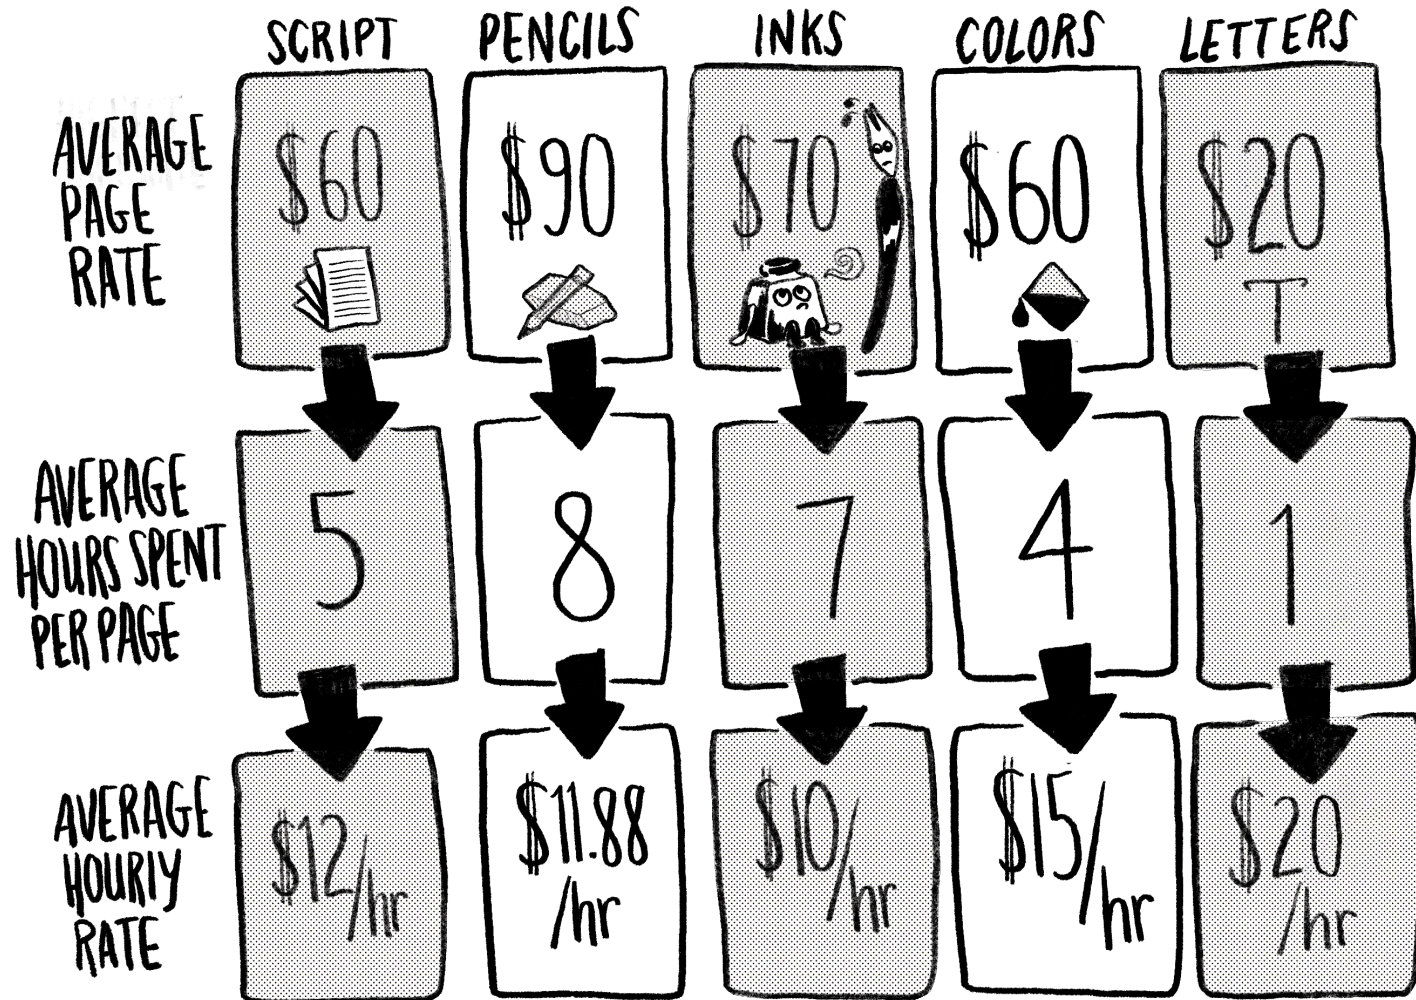 SCRIPT PENCILS INKS COLORS LETTERS
AVERAGE
PAGE
RATE
$60 $90 $70 $60 $20
T
AVERAGE
HOURS SPENT
PER PAGE
5 8 7 4 1
AVERAGE
HOURLY
RATE
$12/hr $11.88/hr $10/hr $15/hr $20/hr